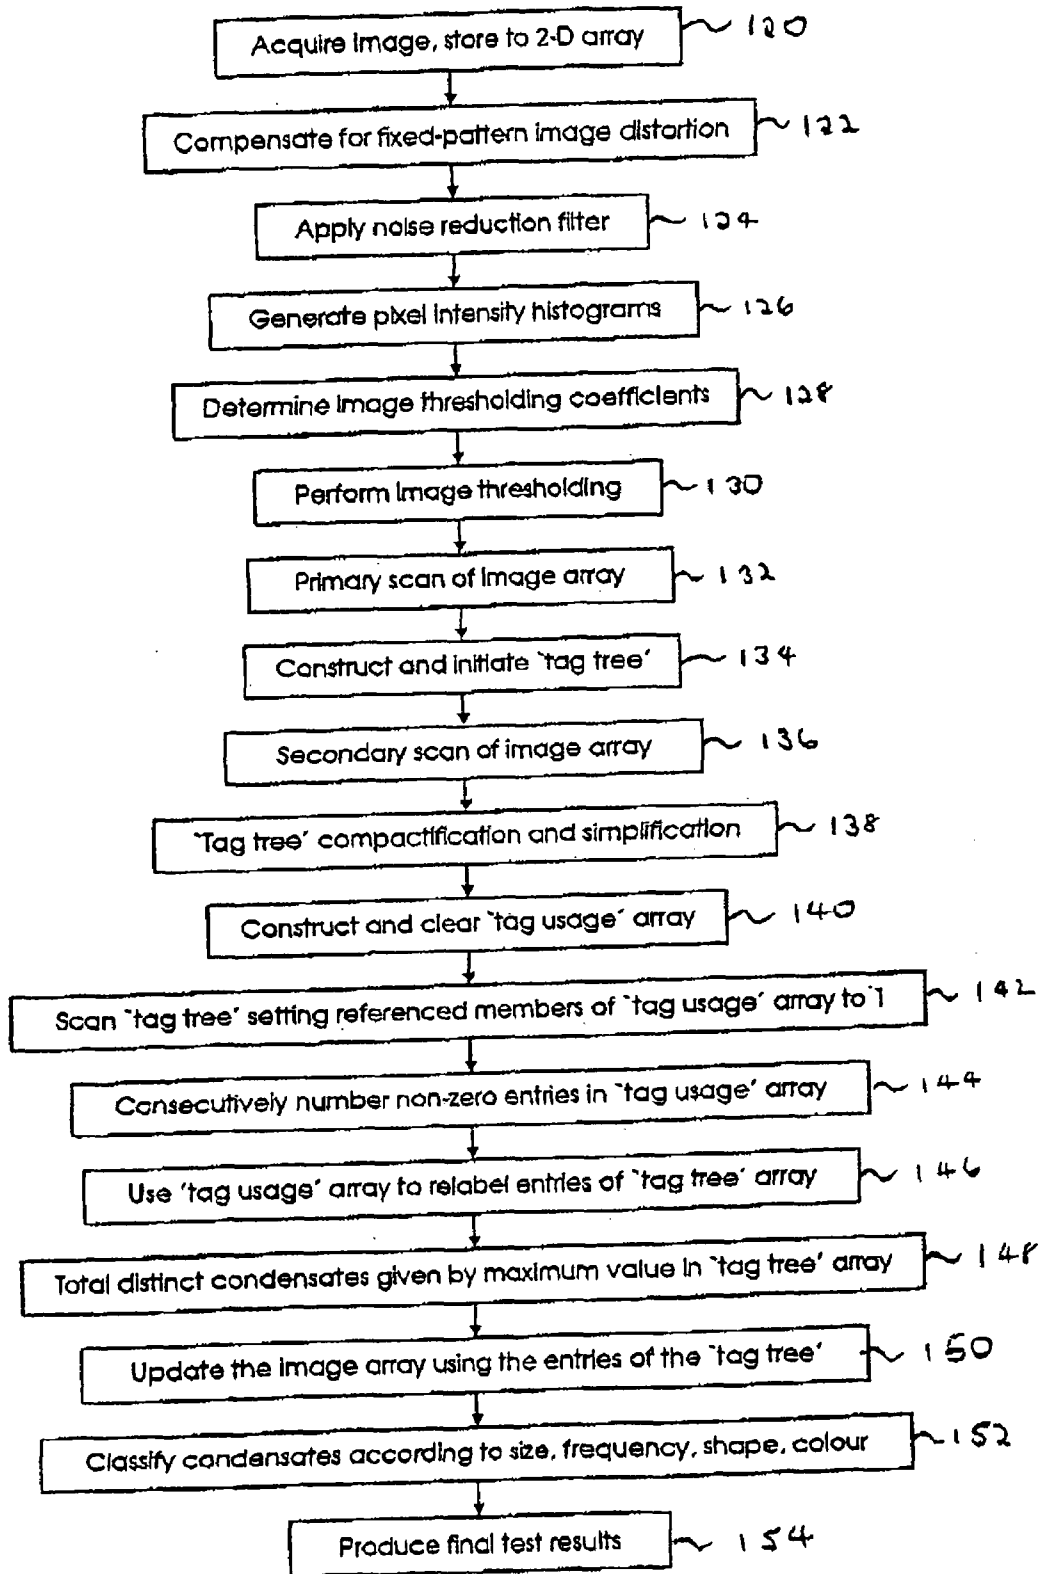 Acquire image, store to 2-D array 120
Compensate for fixed-pattern image distortion 122
Apply noise reduction filter 124
Generate pixel intensity histograms 126
Determine image thresholding coefficients 128
Perform image thresholding 130
Primary scan of image array 132
Construct and initiate `tag tree' 134
Secondary scan of image array 136
`Tag tree' compactification and simplification 138
Construct and clear `tag usage' array 140
Scan `tag tree' setting referenced members of `tag usage' array to `1 142
Consecutively number non-zero entries in `tag usage' array 144
Use 'tag usage' array to relabel entries of `tag tree' array 146
Total distinct condensates given by maximum value in `tag tree' array 148
Update the image array using the entries of the `tag tree' 150
Classify condensates according to size, frequency, shape, colour 152
Produce final test results 154